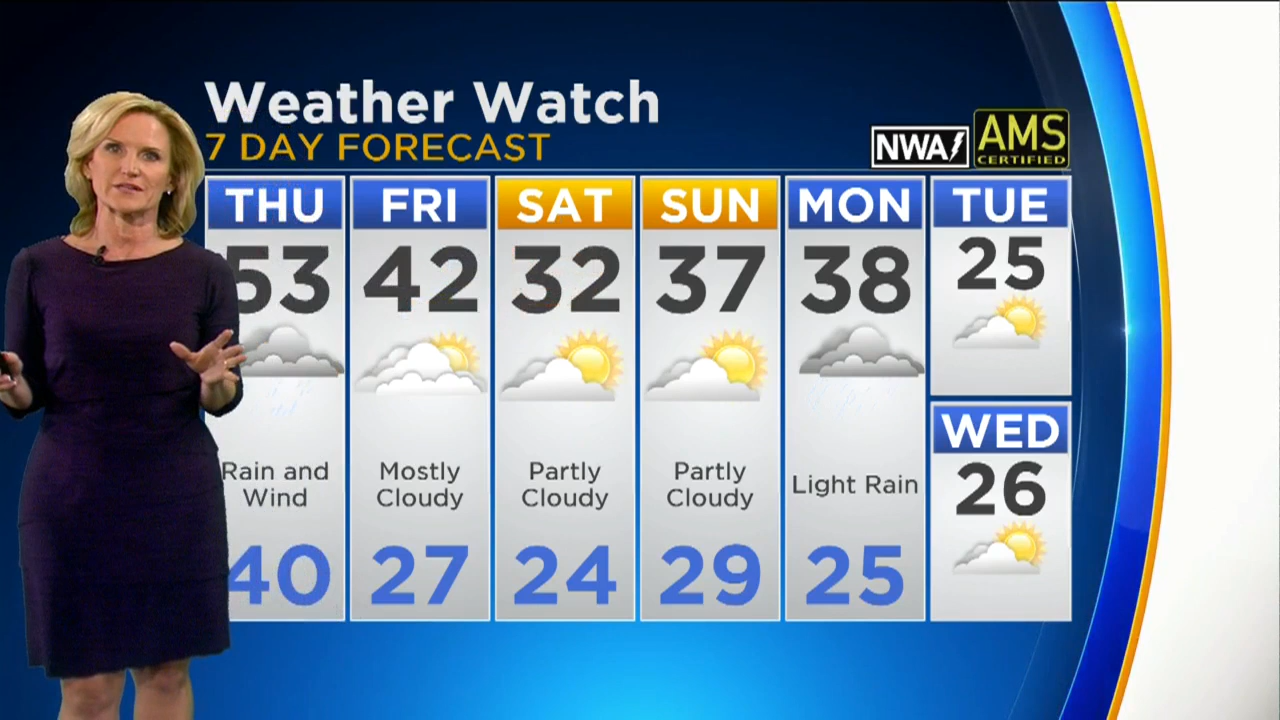 Weather Watch
7 DAY FORECAST
NWA
AMS
CERTIFIED
THU
FRI
SAT
SUN
MON
TUE
53
42
32
37
38
25
WED
26
Rain and
Wind
Mostly
Cloudy
Partly
Cloudy
Partly
Cloudy
Light Rain
40
27
24
29
25